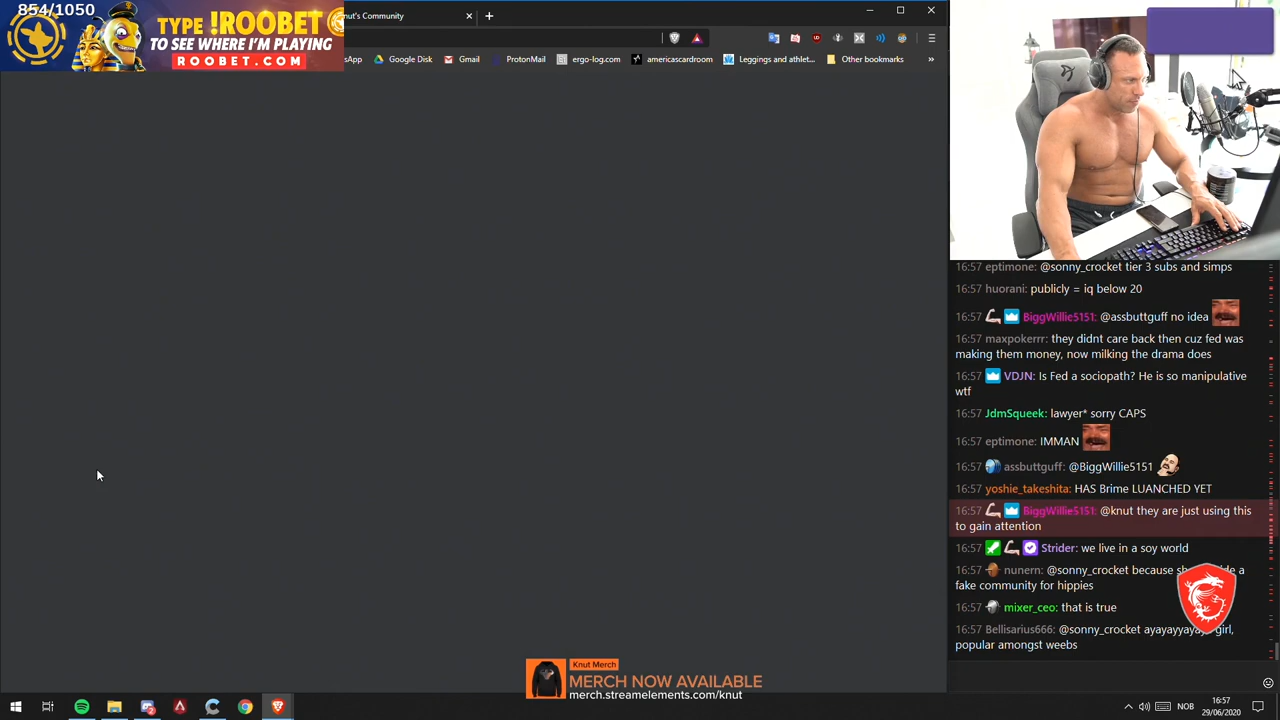 854/1050
TYPE !ROOBET
TO SEE WHERE I'M PLAYING
ROOBET.COM
nut's Community
sApp
Google Disk
Gmail
ProtonMail
ergo-log.com
americascardroom
Leggings and athlet...
Other bookmarks
16:57 eptimone: @sonny_crocket tier 3 subs and simps
16:57 huorani: publicly = iq below 20
16:57 BiggWillie5151: @assbuttguff no idea
16:57 maxpokerrr: they didnt care back then cuz fed was
making them money, now milking the drama does
16:57 VDJN: Is Fed a sociopath? He is so manipulative
wtf
16:57 JdmSqueek: lawyer* sorry CAPS
16:57 eptimone: IMMAN
16:57 assbuttguff: @BiggWillie5151
16:57 yoshie_takeshita: HAS Brime LUANCHED YET
16:57 BiggWillie5151: @knut they are just using this
to gain attention
16:57 Strider: we live in a soy world
16:57 nunern: @sonny_crocket because a
fake community for hippies
16:57 mixer_ceo: that is true
16:57 Bellisarius666: @sonny_crocket girl,
popular amongst weebs
Knut Merch
MERCH NOW AVAILABLE
merch.streamelements.com/knut
NOB
16:57
29/06/2020